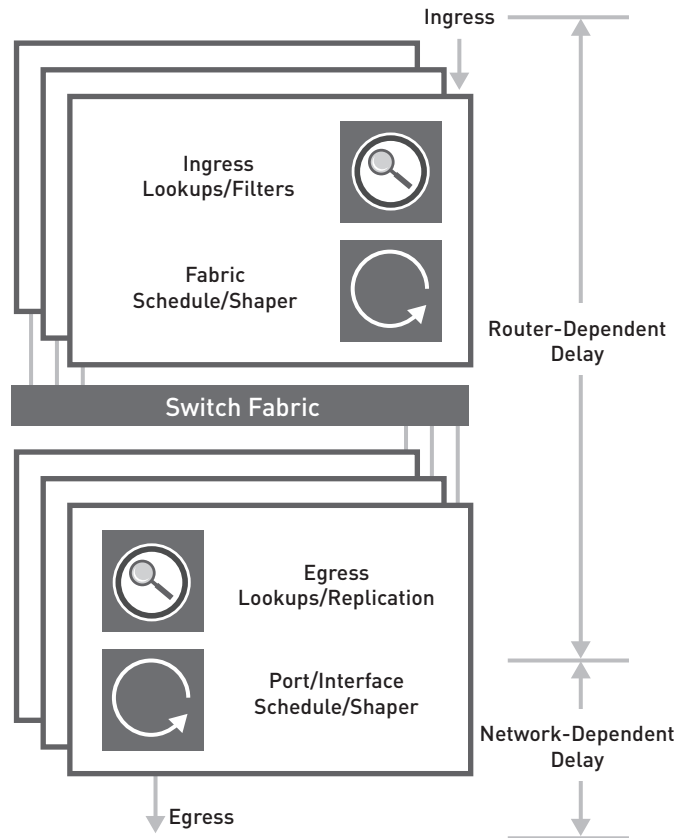 Ingress
Ingress
Lookups/Filters
Fabric
Schedule/Shaper
Router-Dependent
Delay
Switch Fabric
Egress
Lookups/Replication
Port/Interface
Schedule/Shaper
Network-Dependent
Delay
Egress